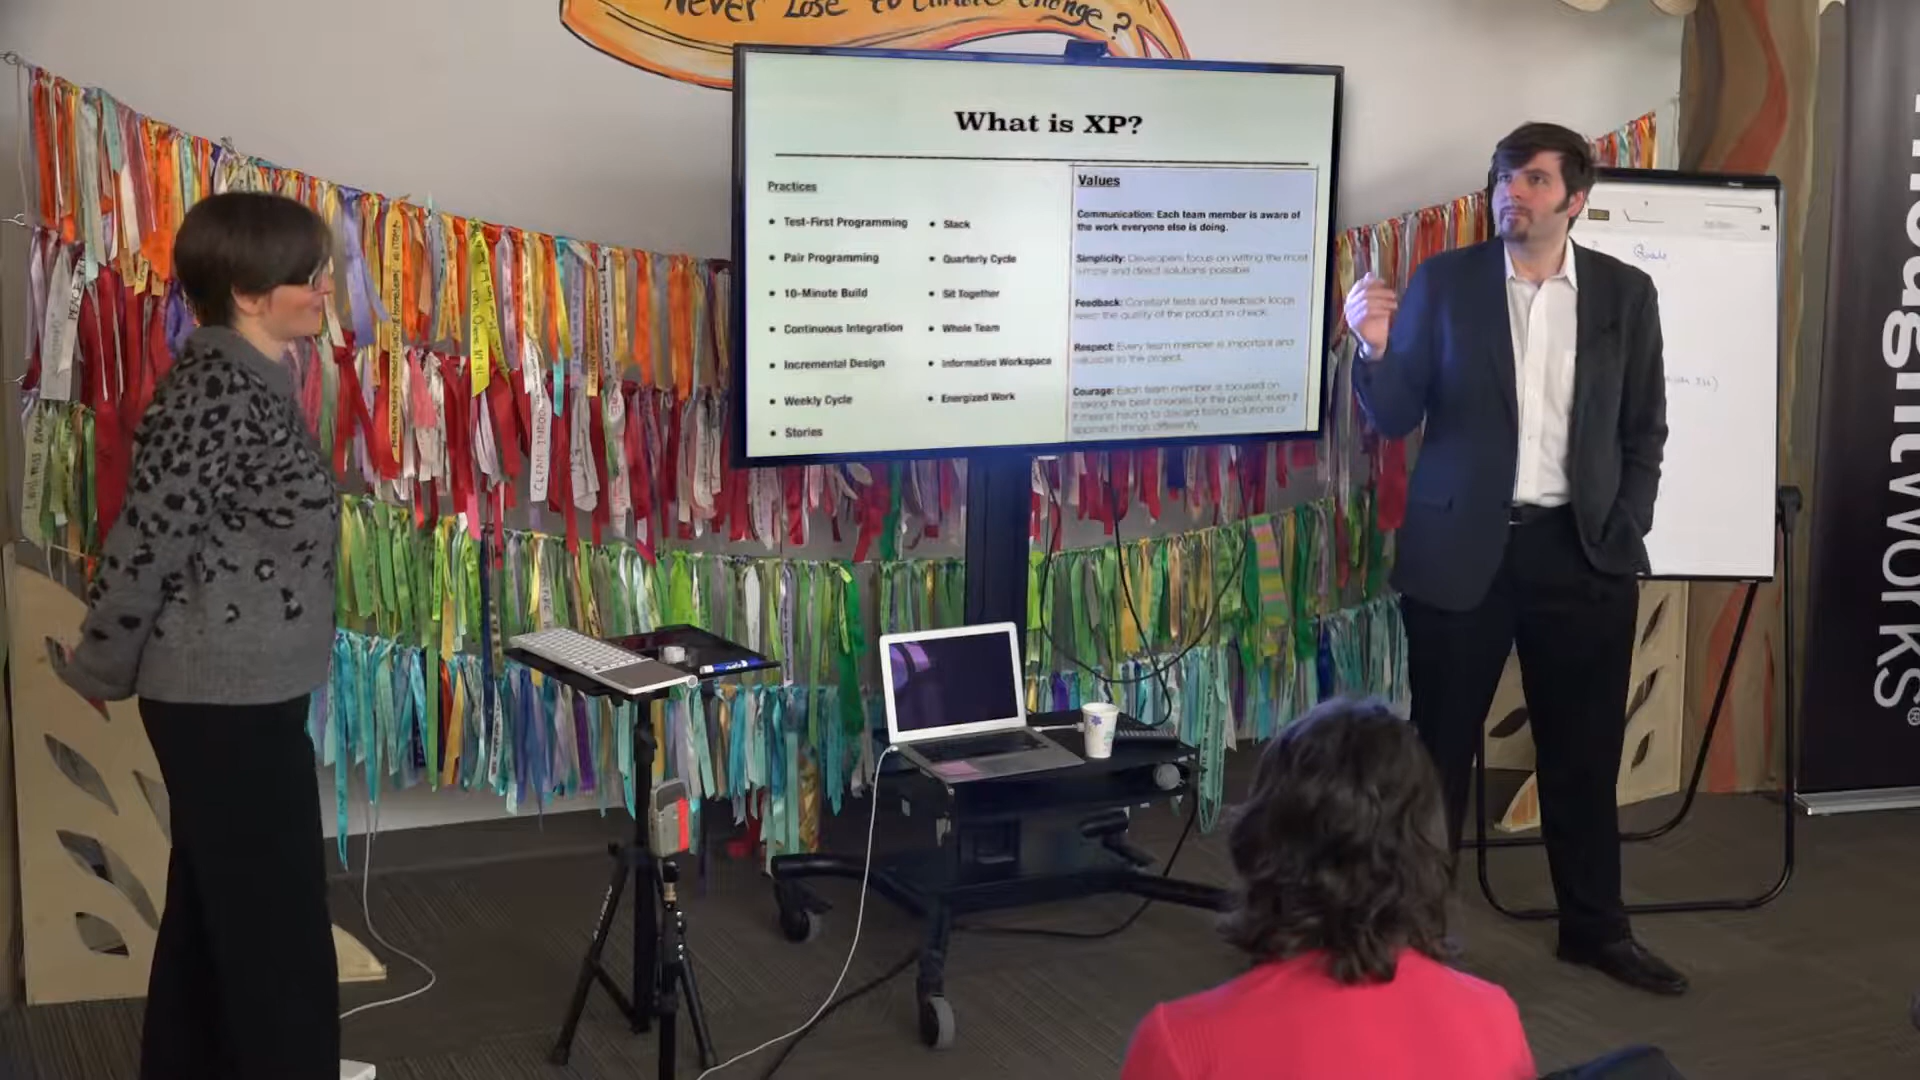 Never Lose to Climate Change?
What is XP?
Practices
• Test-First Programming
• Pair Programming
• 10-Minute Build
• Continuous Integration
• Incremental Design
• Weekly Cycle
• Stories
• Slack
• Quarterly Cycle
• Sit Together
• Whole Team
• Informative Workspace
• Energized Work
Values
Communication: Each team member is aware of
the work everyone else is doing.
Simplicity: Developers focus on writing the most
simple and direct solutions possible.
Feedback: Constant tests and feedback loops
keep the quality of the product in check.
Respect: Every team member is important and
valuable to the project.
Courage: Each team member is focused on
making the best choices for the project, even if
it means having to discard failing solutions or
approach things differently.
Goals
thoughtworks®